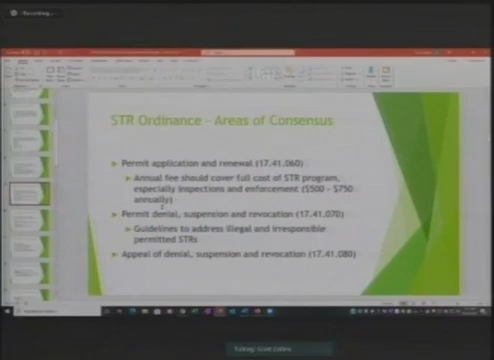 Recording...
STR Ordinance - Areas of Consensus
Permit application and renewal (17.41.060)
Annual fee should cover full cost of STR program,
especially inspections and enforcement ($500 - $750
annually)
Permit denial, suspension and revocation (17.41.070)
Guidelines to address illegal and irresponsible
permitted STRs
Appeal of denial, suspension and revocation (17.41.080)
Talking: